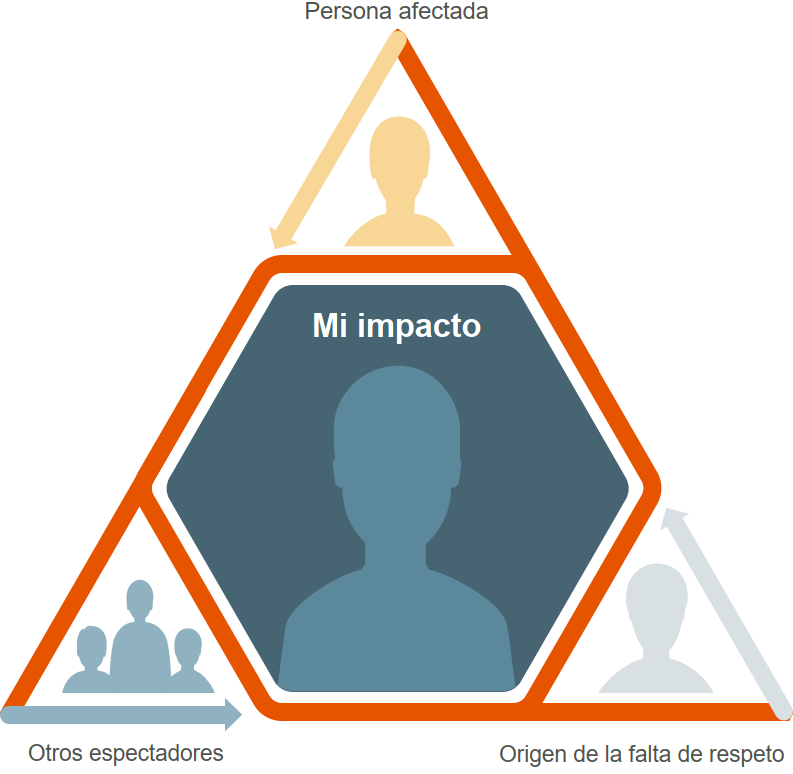 Persona afectada
Mi impacto
Otros espectadores
Origen de la falta de respeto